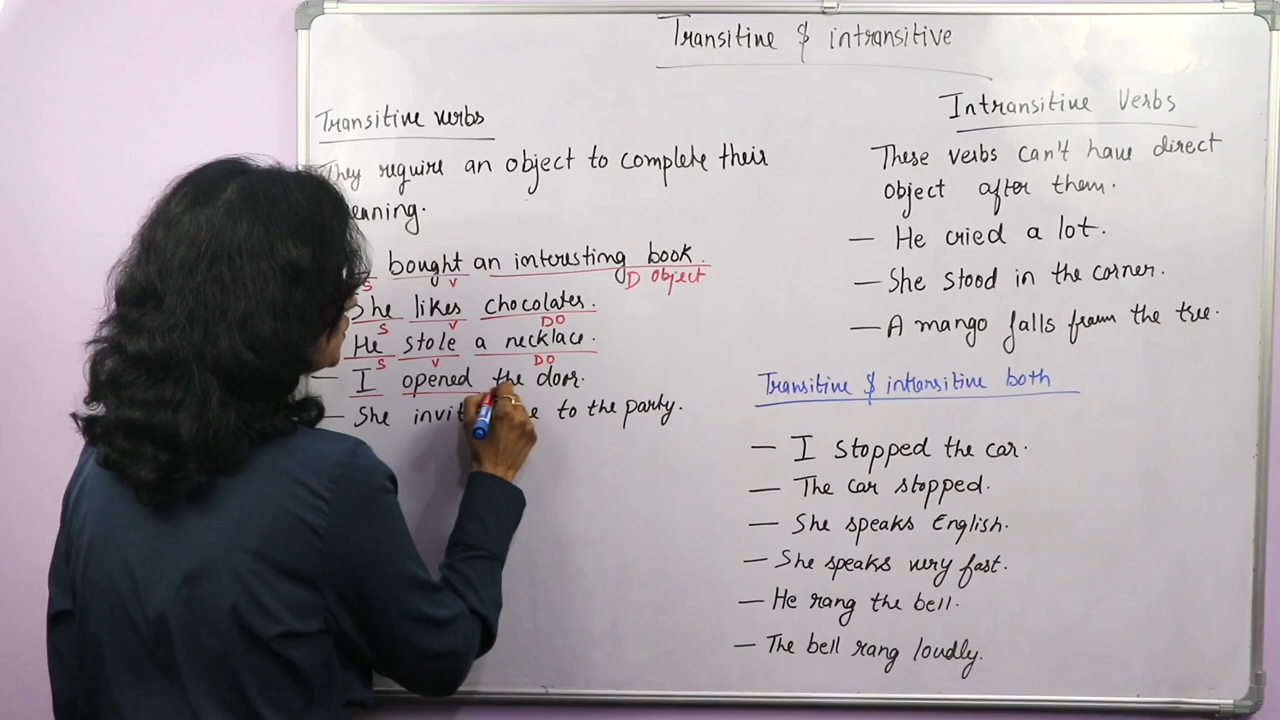 Transitive & intransitive
Transitive verbs
They require an object to complete their
eaning.
bought an interesting book.
S V D Object
She likes chocolates.
S V DO
He stole a necklace.
S V DO
— I opened the door.
— She invit e to the party.
Intransitive Verbs
These verbs can't have direct
object after them.
— He cried a lot.
— She stood in the corner.
— A mango falls from the tree.
Transitive & intransitive both
— I stopped the car.
— The car stopped.
— She speaks English.
— She speaks very fast.
— He rang the bell.
— The bell rang loudly.